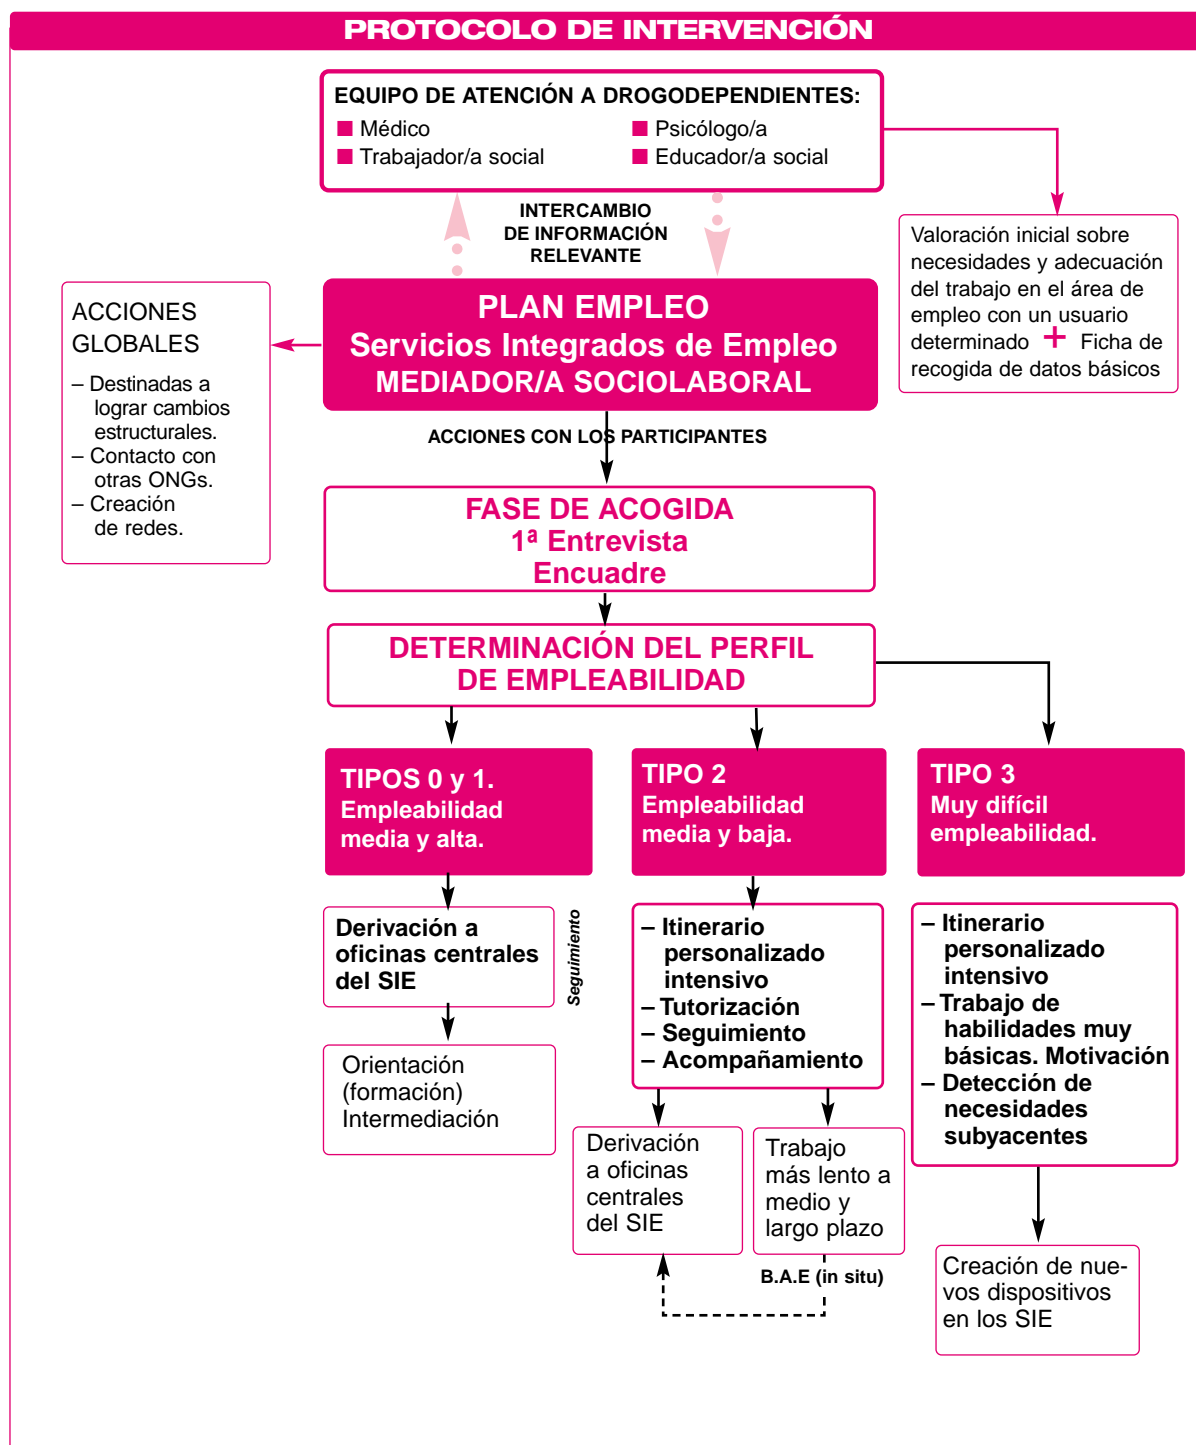 PROTOCOLO DE INTERVENCIÓN
EQUIPO DE ATENCIÓN A DROGODEPENDIENTES:
■ Médico
■ Trabajador/a social
■ Psicólogo/a
■ Educador/a social
INTERCAMBIO
DE INFORMACIÓN
RELEVANTE
Valoración inicial sobre
necesidades y adecuación
del trabajo en el área de
empleo con un usuario
determinado + Ficha de
recogida de datos básicos
PLAN EMPLEO
Servicios Integrados de Empleo
MEDIADOR/A SOCIOLABORAL
ACCIONES
GLOBALES
– Destinadas a
lograr cambios
estructurales.
– Contacto con
otras ONGs.
– Creación
de redes.
ACCIONES CON LOS PARTICIPANTES
FASE DE ACOGIDA
1ª Entrevista
Encuadre
DETERMINACIÓN DEL PERFIL
DE EMPLEABILIDAD
TIPOS 0 y 1.
Empleabilidad
media y alta.
TIPO 2
Empleabilidad
media y baja.
TIPO 3
Muy difícil
empleabilidad.
Derivación a
oficinas centrales
del SIE
Seguimiento
Orientación
(formación)
Intermediación
– Itinerario
personalizado
intensivo
– Tutorización
– Seguimiento
– Acompañamiento
Derivación
a oficinas
centrales
del SIE
Trabajo
más lento a
medio y
largo plazo
B.A.E (in situ)
– Itinerario
personalizado
intensivo
– Trabajo de
habilidades muy
básicas. Motivación
– Detección de
necesidades
subyacentes
Creación de nue-
vos dispositivos
en los SIE